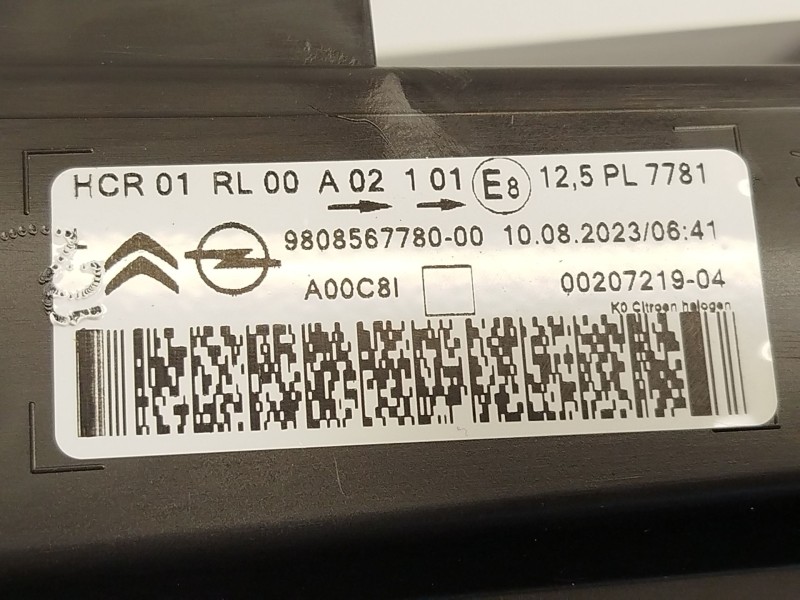 HCR 01 RL 00 A 02 1 01 E8 12,5 PL 7781
9808567780-00 10.08.2023/06:41
A00C8I 00207219-04
K0 Citroen halogen